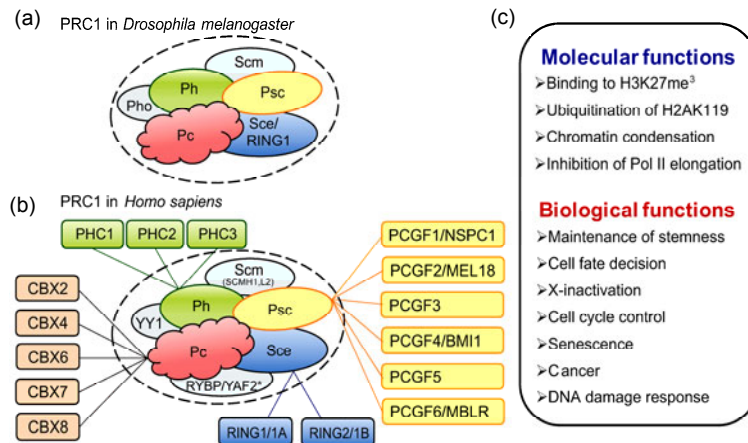 (a)
PRC1 in Drosophila melanogaster
Scm
Ph
Psc
Pho
Pc
Sce/
RING1
(b)
PRC1 in Homo sapiens
PHC1
PHC2
PHC3
Scm
(SCMH1,L2)
Ph
Psc
YY1
Pc
Sce
RYBP/YAF2*
CBX2
CBX4
CBX6
CBX7
CBX8
RING1/1A
RING2/1B
PCGF1/NSPC1
PCGF2/MEL18
PCGF3
PCGF4/BMI1
PCGF5
PCGF6/MBLR
(c)
Molecular functions
➢Binding to H3K27me³
➢Ubiquitination of H2AK119
➢Chromatin condensation
➢Inhibition of Pol II elongation
Biological functions
➢Maintenance of stemness
➢Cell fate decision
➢X-inactivation
➢Cell cycle control
➢Senescence
➢Cancer
➢DNA damage response